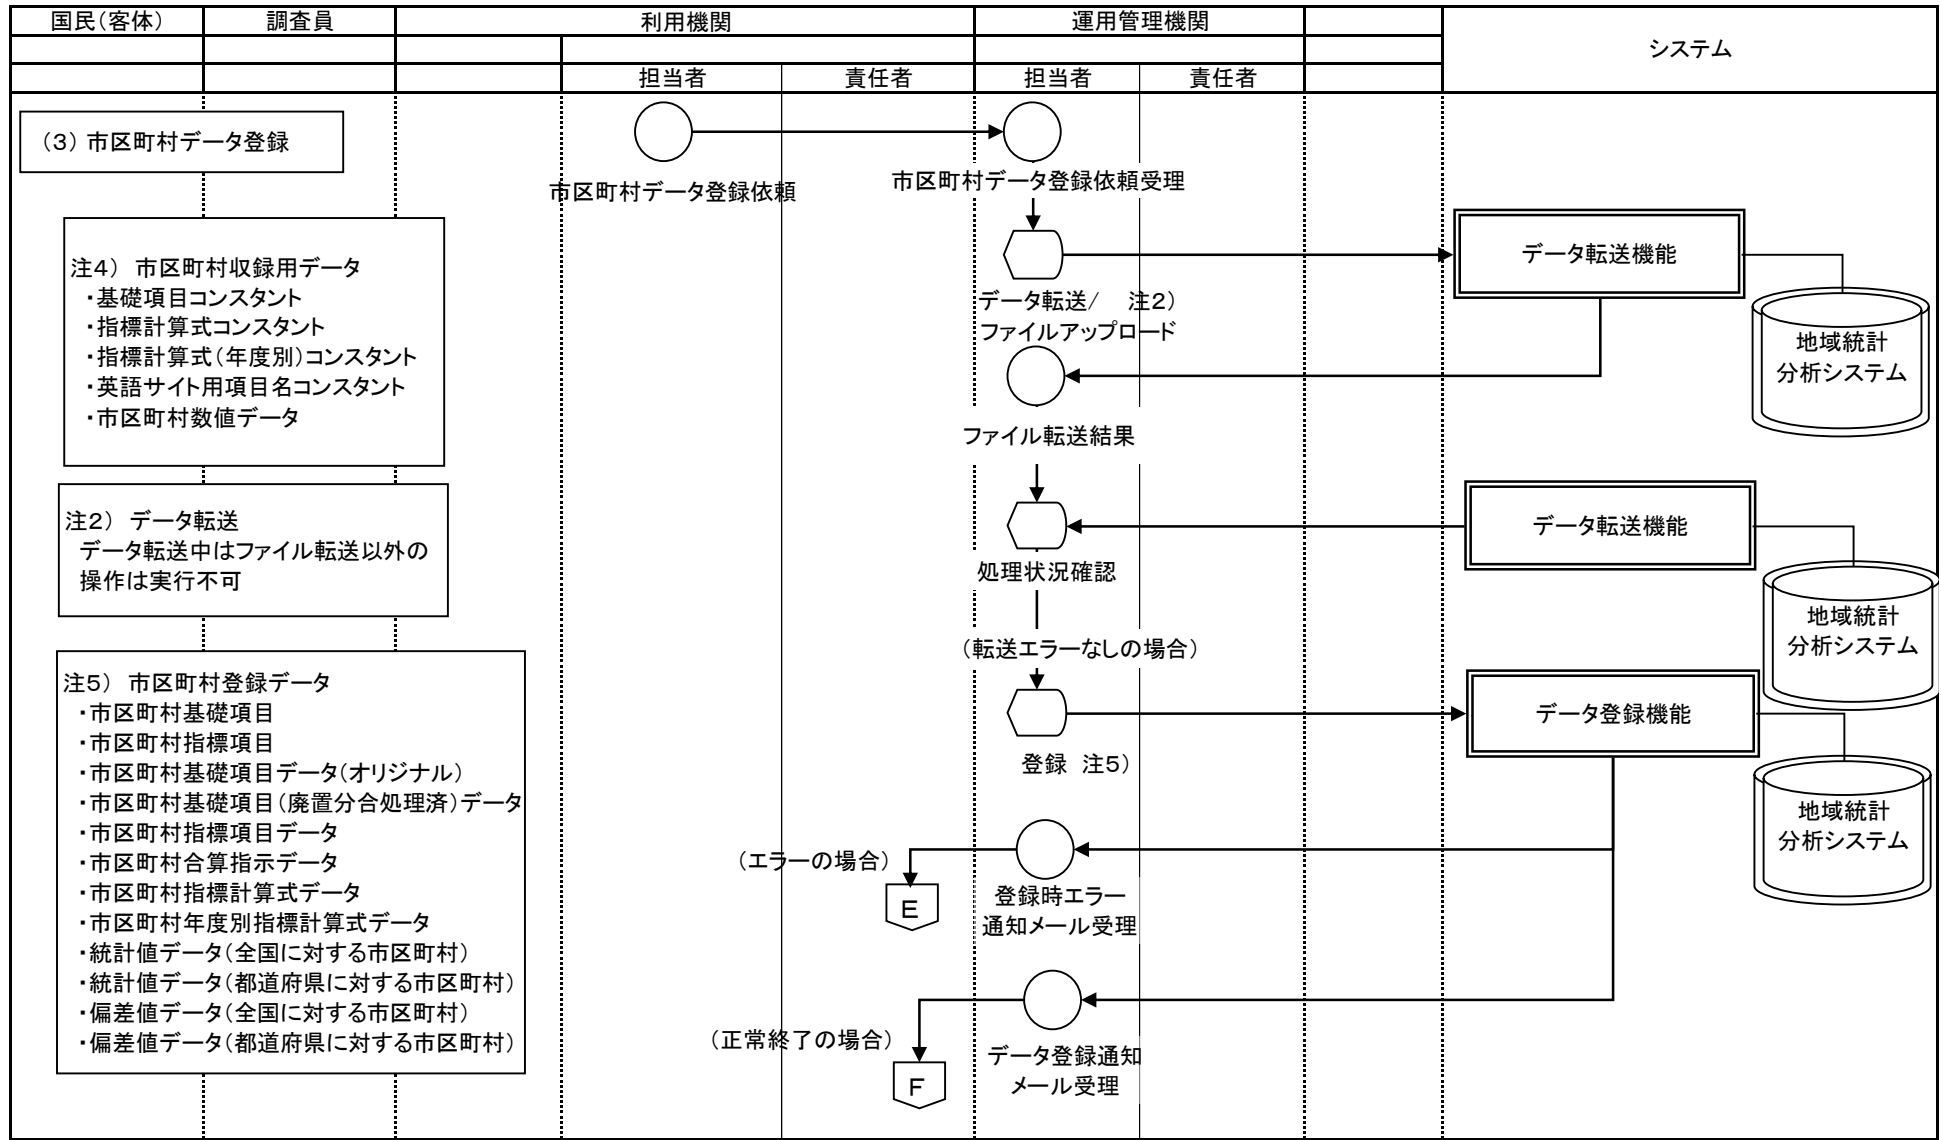 国民（客体）
調査員
利用機関
運用管理機関
システム
担当者
責任者
担当者
責任者
（３）市区町村データ登録
市区町村データ登録依頼
市区町村データ登録依頼受理
注４） 市区町村収録用データ
・基礎項目コンスタント
・指標計算式コンスタント
・指標計算式（年度別）コンスタント
・英語サイト用項目名コンスタント
・市区町村数値データ
データ転送機能
データ転送/　注２）
ファイルアップロード
地域統計
分析システム
ファイル転送結果
注２） データ転送
データ転送中はファイル転送以外の
操作は実行不可
データ転送機能
処理状況確認
地域統計
分析システム
（転送エラーなしの場合）
注５） 市区町村登録データ
・市区町村基礎項目
・市区町村指標項目
・市区町村基礎項目データ（オリジナル）
・市区町村基礎項目（廃置分合処理済）データ
・市区町村指標項目データ
・市区町村合算指示データ
・市区町村指標計算式データ
・市区町村年度別指標計算式データ
・統計値データ（全国に対する市区町村）
・統計値データ（都道府県に対する市区町村）
・偏差値データ（全国に対する市区町村）
・偏差値データ（都道府県に対する市区町村）
データ登録機能
登録　注５）
地域統計
分析システム
（エラーの場合）
Ｅ
登録時エラー
通知メール受理
（正常終了の場合）
Ｆ
データ登録通知
メール受理